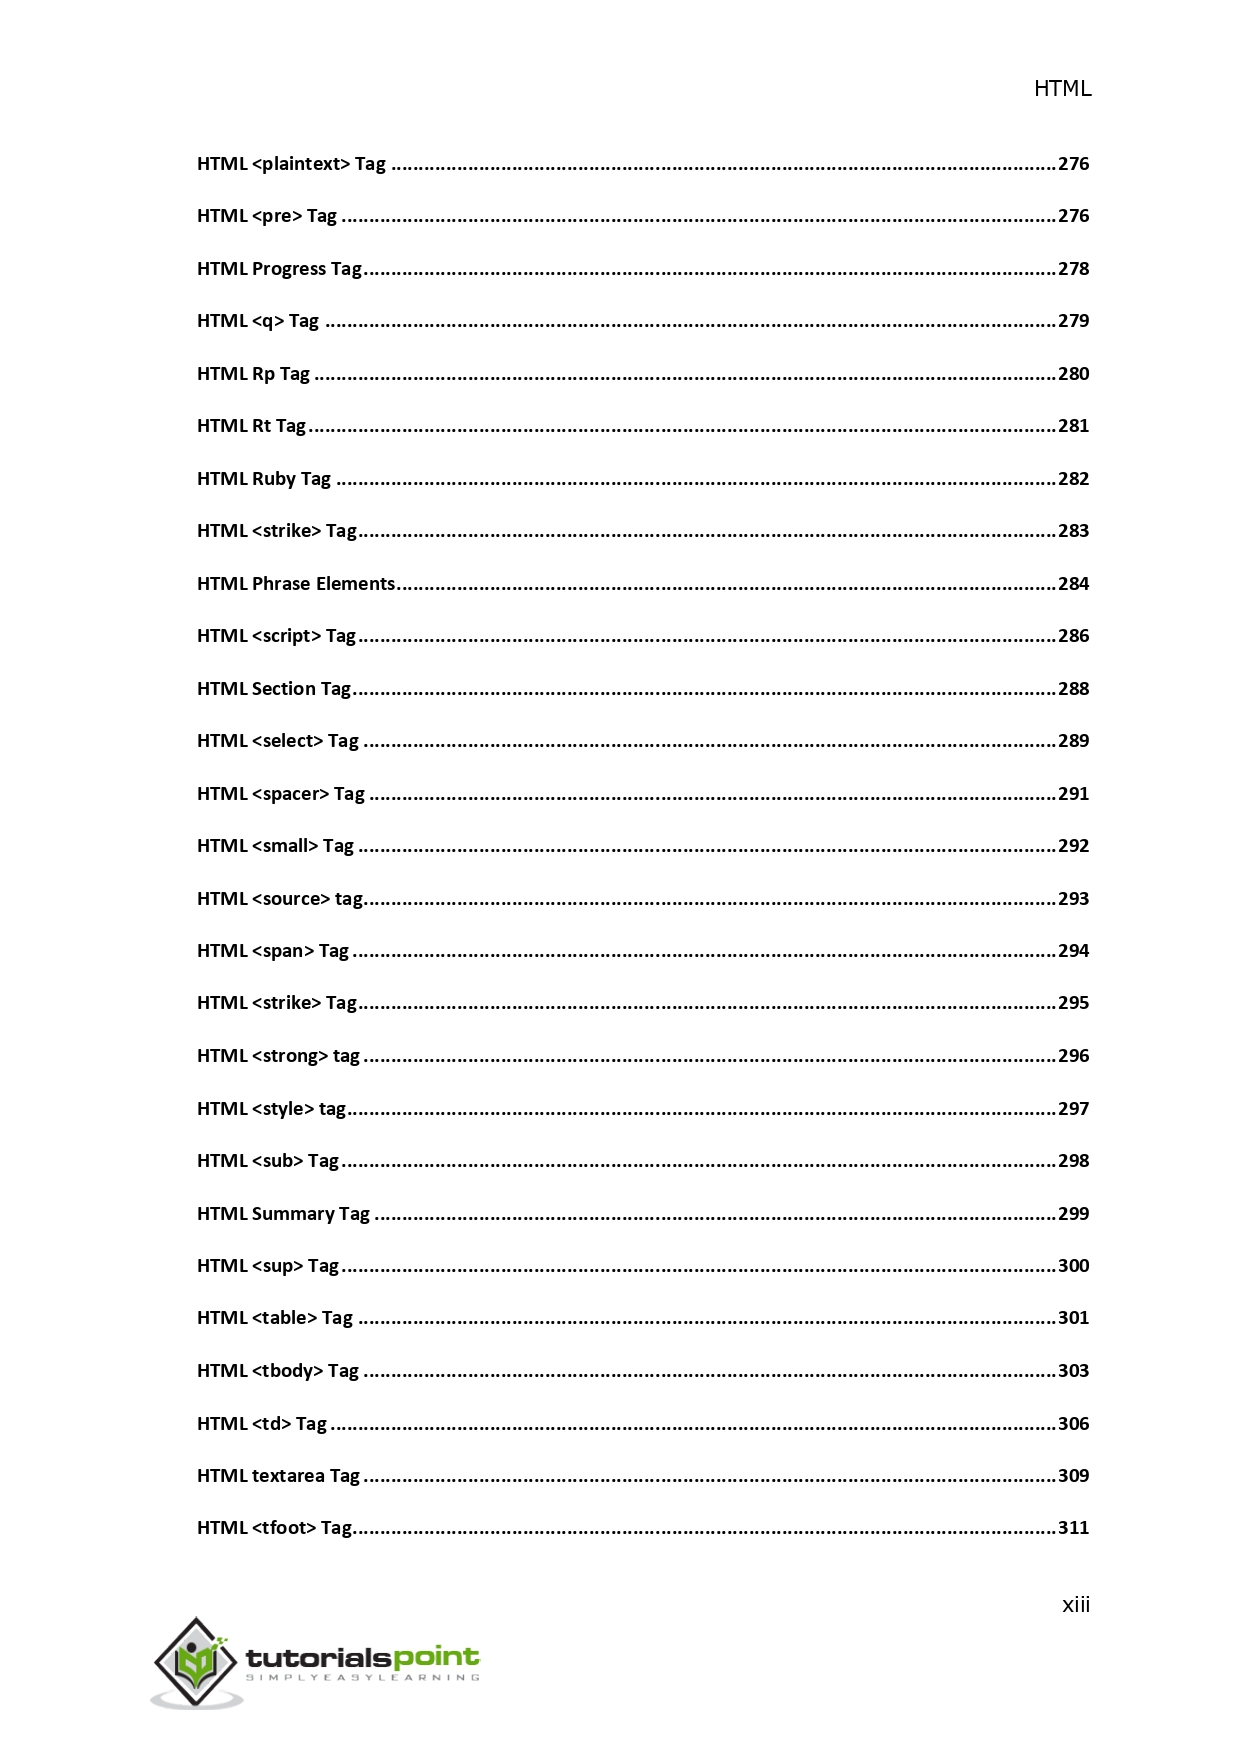 HTML
HTML <plaintext> Tag ........................................................................................................................276
HTML <pre> Tag .................................................................................................................................276
HTML Progress Tag.............................................................................................................................278
HTML <q> Tag ....................................................................................................................................279
HTML Rp Tag ......................................................................................................................................280
HTML Rt Tag.......................................................................................................................................281
HTML Ruby Tag ..................................................................................................................................282
HTML <strike> Tag..............................................................................................................................283
HTML Phrase Elements.......................................................................................................................284
HTML <script> Tag..............................................................................................................................286
HTML Section Tag...............................................................................................................................288
HTML <select> Tag .............................................................................................................................289
HTML <spacer> Tag ............................................................................................................................291
HTML <small> Tag ..............................................................................................................................292
HTML <source> tag.............................................................................................................................293
HTML <span> Tag ...............................................................................................................................294
HTML <strike> Tag..............................................................................................................................295
HTML <strong> tag .............................................................................................................................296
HTML <style> tag................................................................................................................................297
HTML <sub> Tag.................................................................................................................................298
HTML Summary Tag ...........................................................................................................................299
HTML <sup> Tag.................................................................................................................................300
HTML <table> Tag ..............................................................................................................................301
HTML <tbody> Tag .............................................................................................................................303
HTML <td> Tag ...................................................................................................................................306
HTML textarea Tag .............................................................................................................................309
HTML <tfoot> Tag...............................................................................................................................311
xiii
tutorialspoint
SIMPLYEASYLEARNING